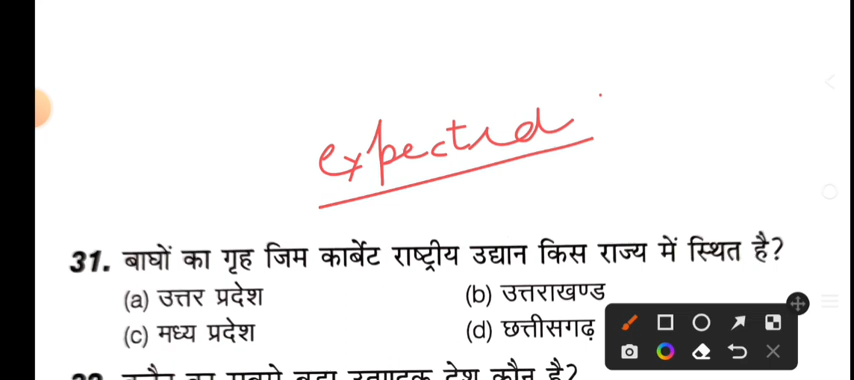 expected
31. बाघों का गृह जिम कार्बेट राष्ट्रीय उद्यान किस राज्य में स्थित है?
(a) उत्तर प्रदेश (b) उत्तराखण्ड
(c) मध्य प्रदेश (d) छत्तीसगढ़
देश कौन है?